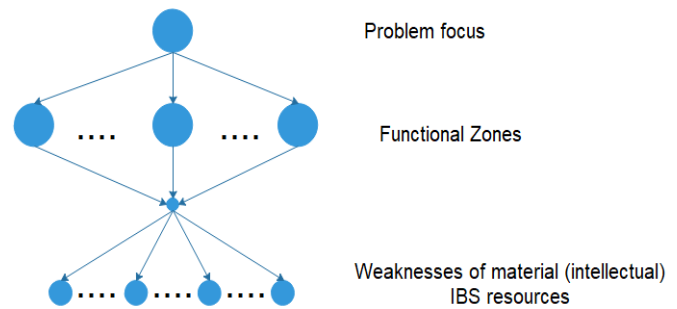 Problem focus
Functional Zones
Weaknesses of material (intellectual)
IBS resources